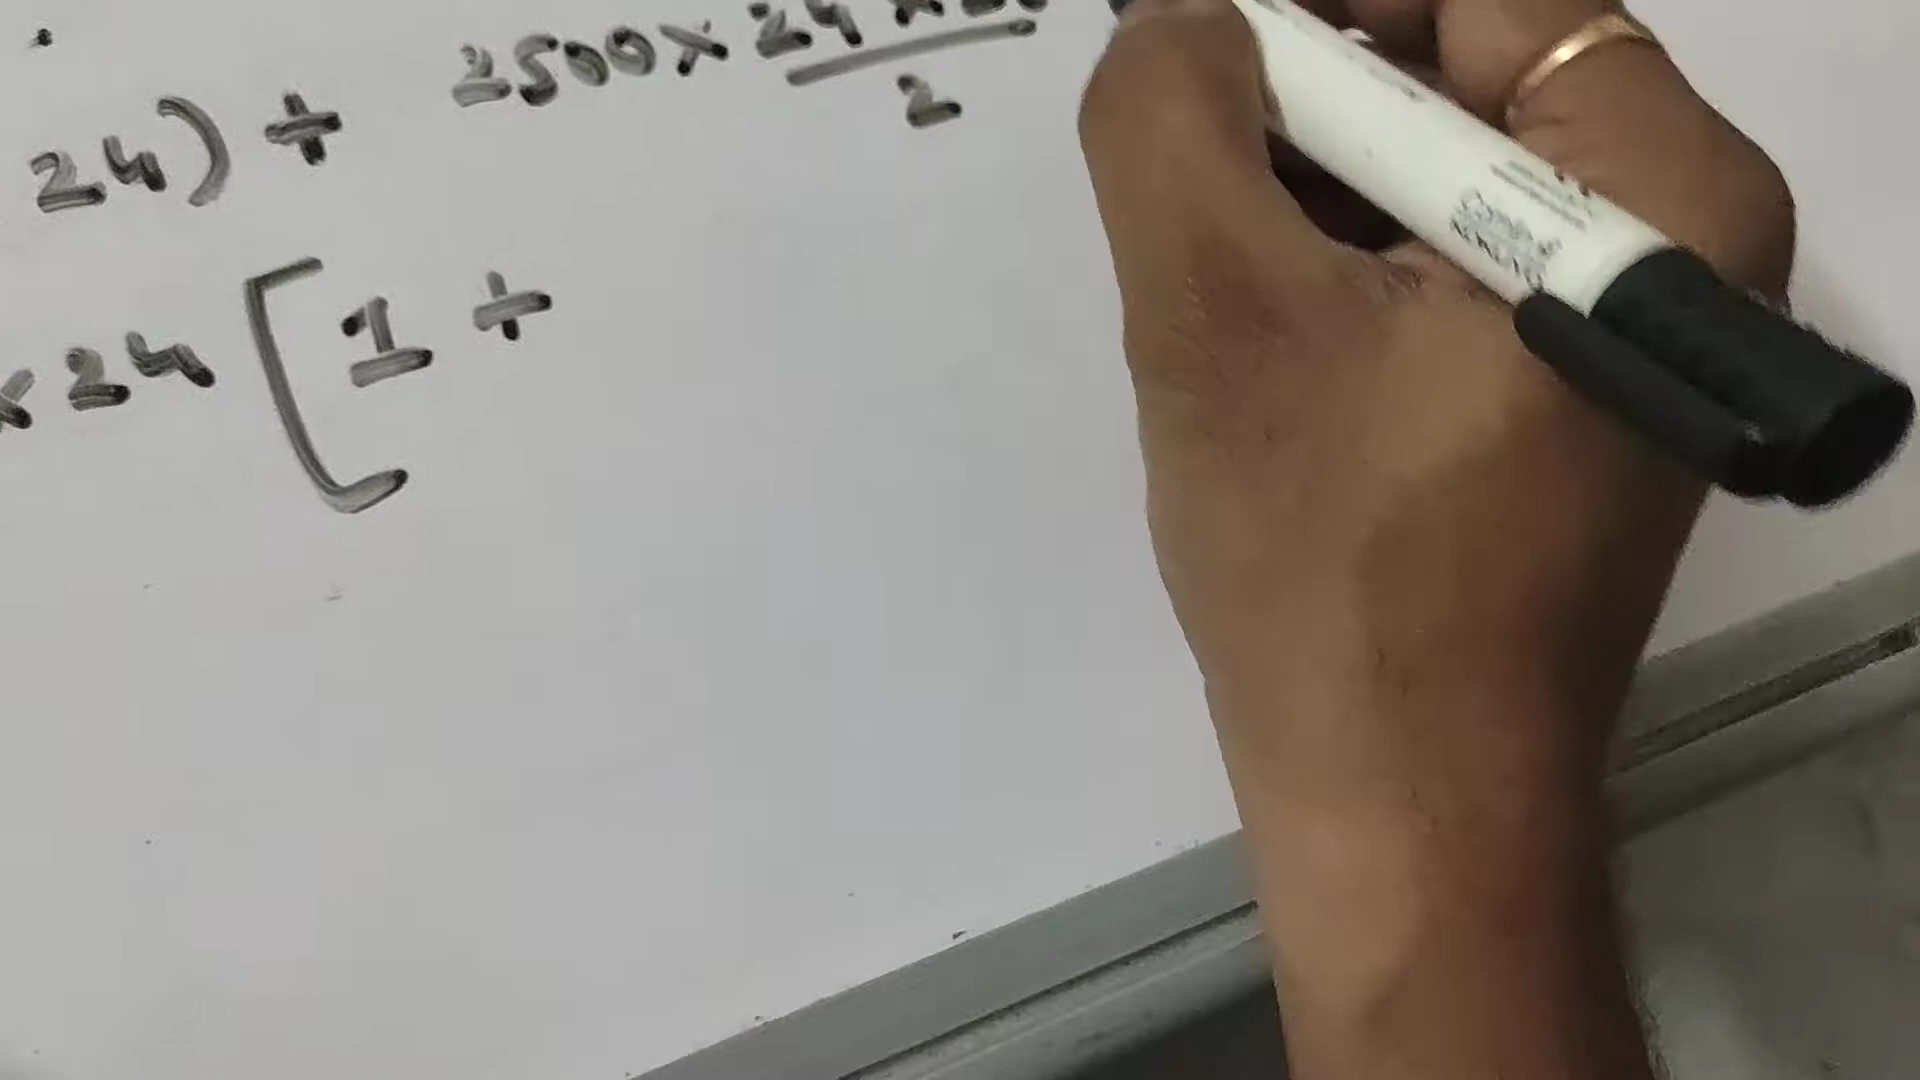 24) + 2500 × 24 ×
2
× 24 [ 1 +